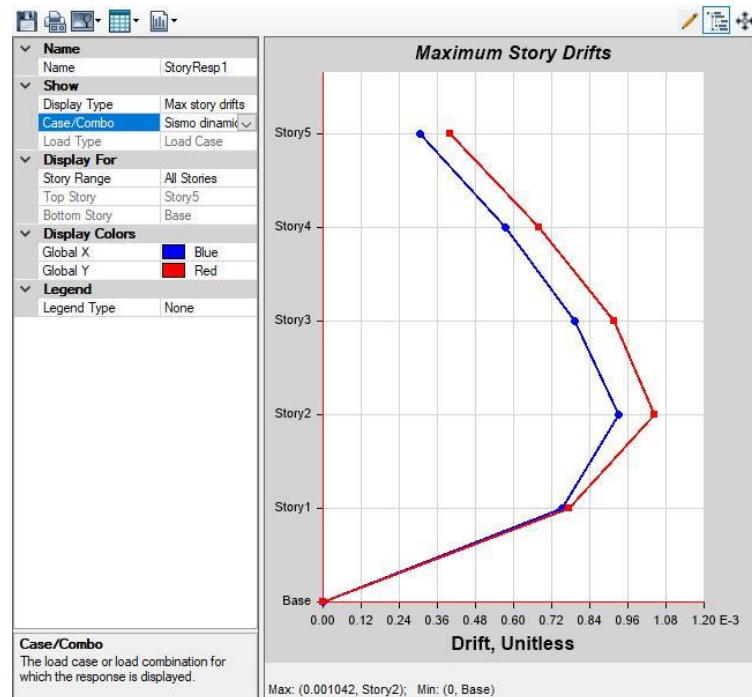 Name
Name StoryResp1
Show
Display Type Max story drifts
Case/Combo Sismo dinamic
Load Type Load Case
Display For
Story Range All Stories
Top Story Story5
Bottom Story Base
Display Colors
Global X Blue
Global Y Red
Legend
Legend Type None
Case/Combo
The load case or load combination for
which the response is displayed.
Maximum Story Drifts
Story5
Story4
Story3
Story2
Story1
Base
0.00 0.12 0.24 0.36 0.48 0.60 0.72 0.84 0.96 1.08 1.20 E-3
Drift, Unitless
Max: (0.001042, Story2); Min: (0, Base)